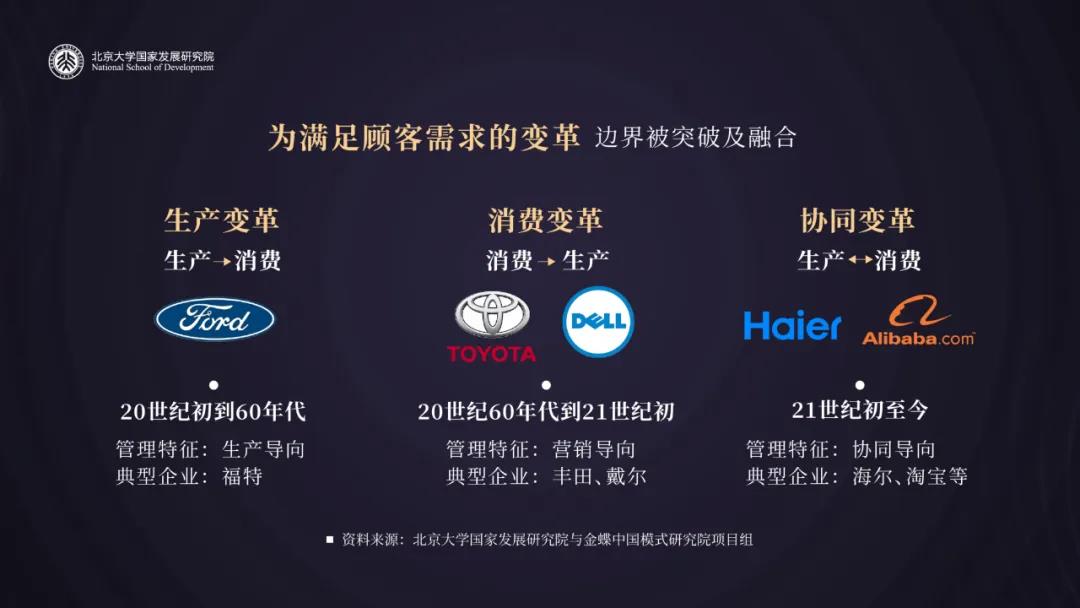 北京大学国家发展研究院
National School of Development
为满足顾客需求的变革 边界被突破及融合
生产变革
生产→消费
Ford
20世纪初到60年代
管理特征：生产导向
典型企业：福特
消费变革
消费→生产
TOYOTA
DELL
20世纪60年代到21世纪初
管理特征：营销导向
典型企业：丰田、戴尔
协同变革
生产↔消费
Haier
Alibaba.com
21世纪初至今
管理特征：协同导向
典型企业：海尔、淘宝等
■ 资料来源：北京大学国家发展研究院与金蝶中国模式研究院项目组